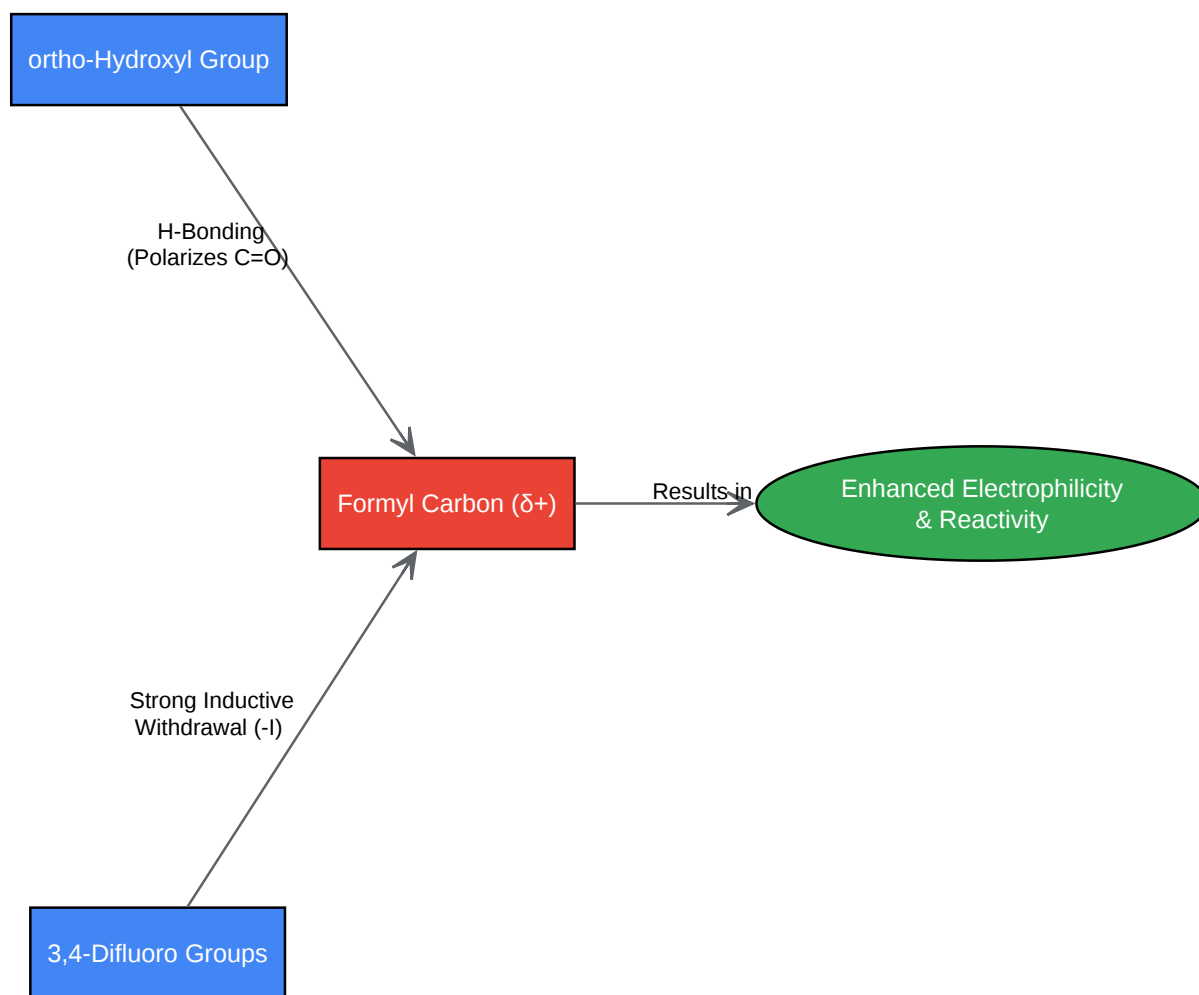 ortho-Hydroxyl Group
H-Bonding
(Polarizes C=O)
Formyl Carbon (δ+)
Results in
Enhanced Electrophilicity
& Reactivity
Strong Inductive
Withdrawal (-I)
3,4-Difluoro Groups